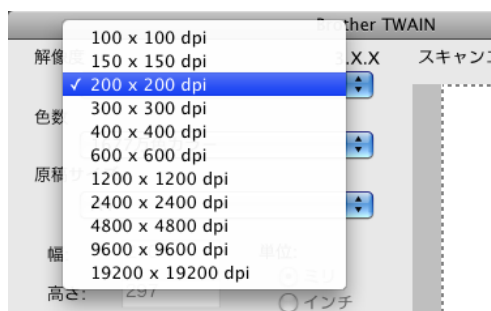 Brother TWAIN
3.X.X
スキャン
解像
100 x 100 dpi
150 x 150 dpi
✓ 200 x 200 dpi
300 x 300 dpi
400 x 400 dpi
600 x 600 dpi
1200 x 1200 dpi
2400 x 2400 dpi
4800 x 4800 dpi
9600 x 9600 dpi
19200 x 19200 dpi
色数
原稿
幅
単位:
ミリ
高さ: 297
インチ